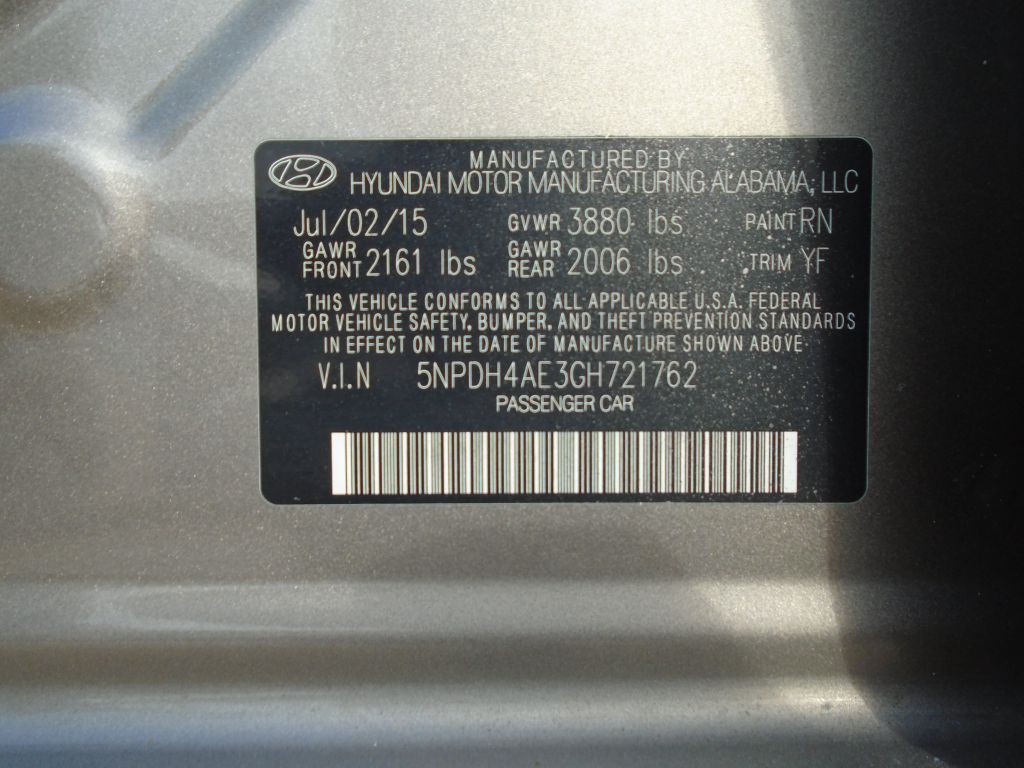 MANUFACTURED BY
HYUNDAI MOTOR MANUFACTURING ALABAMA, LLC
Jul/02/15 GVWR 3880 lbs PAINT RN
GAWR FRONT 2161 lbs GAWR REAR 2006 lbs TRIM YF
THIS VEHICLE CONFORMS TO ALL APPLICABLE U.S.A. FEDERAL
MOTOR VEHICLE SAFETY, BUMPER, AND THEFT PREVENTION STANDARDS
IN EFFECT ON THE DATE OF MANUFACTURE SHOWN ABOVE
V.I.N 5NPDH4AE3GH721762
PASSENGER CAR